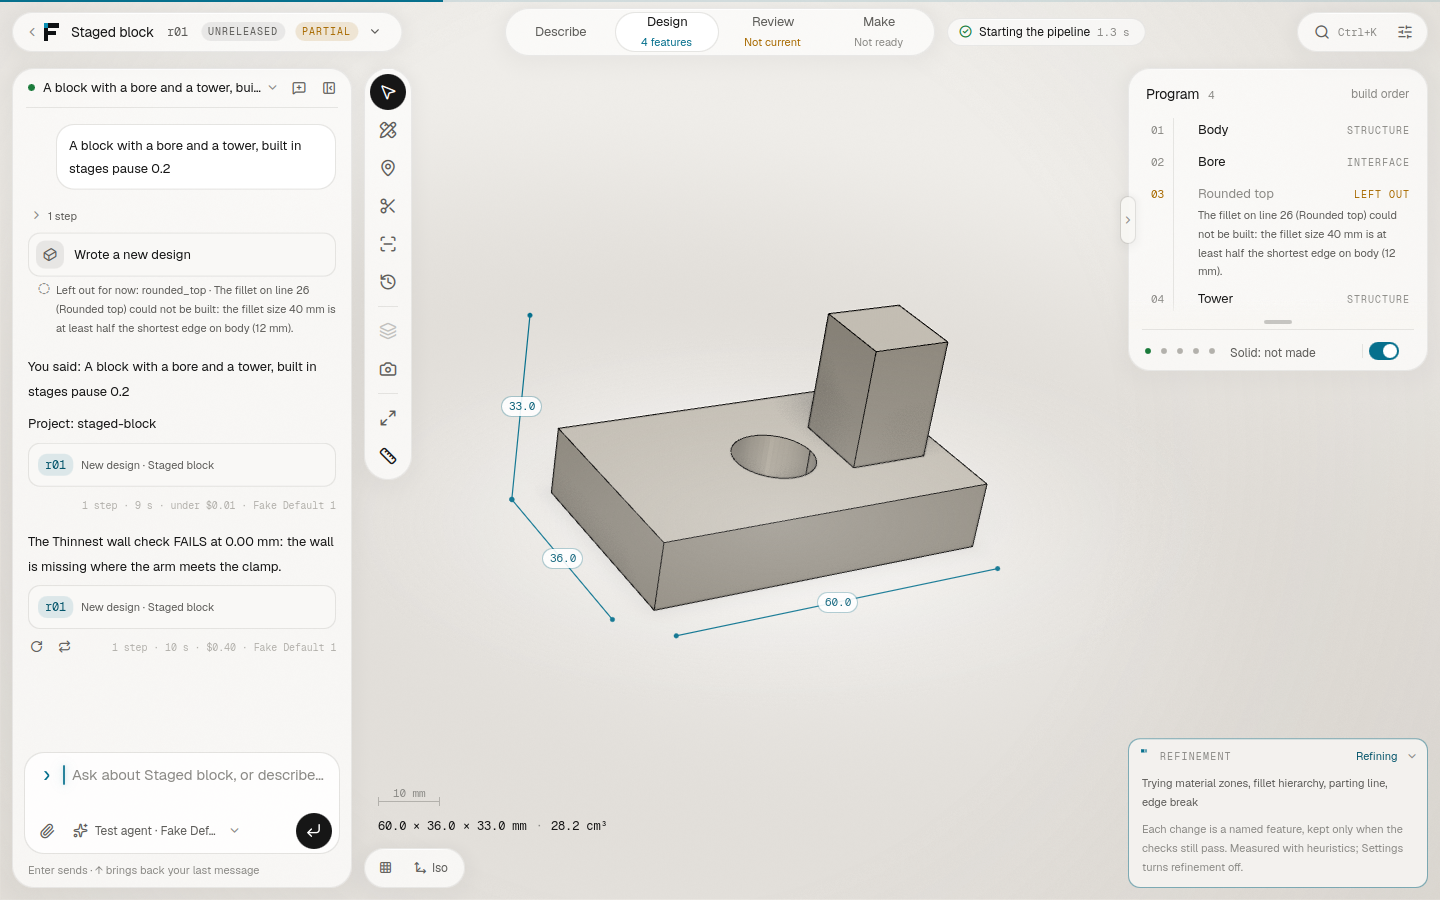 Staged block r01 UNRELEASED PARTIAL
Describe
Design
4 features
Review
Not current
Make
Not ready
Starting the pipeline 1.3 s
Ctrl+K
A block with a bore and a tower, bui...
A block with a bore and a tower, built in
stages pause 0.2
1 step
Wrote a new design
Left out for now: rounded_top · The fillet on line 26
(Rounded top) could not be built: the fillet size 40 mm is
at least half the shortest edge on body (12 mm).
You said: A block with a bore and a tower, built in
stages pause 0.2
Project: staged-block
r01 New design · Staged block
1 step · 9 s · under $0.01 · Fake Default 1
The Thinnest wall check FAILS at 0.00 mm: the wall
is missing where the arm meets the clamp.
r01 New design · Staged block
1 step · 10 s · $0.40 · Fake Default 1
Ask about Staged block, or describe...
Test agent · Fake Def...
Enter sends · ↑ brings back your last message
33.0
36.0
60.0
10 mm
60.0 × 36.0 × 33.0 mm · 28.2 cm³
Iso
Program 4 build order
01 Body STRUCTURE
02 Bore INTERFACE
03 Rounded top LEFT OUT
The fillet on line 26 (Rounded top) could
not be built: the fillet size 40 mm is at
least half the shortest edge on body (12
mm).
04 Tower STRUCTURE
Solid: not made
REFINEMENT Refining
Trying material zones, fillet hierarchy, parting line,
edge break
Each change is a named feature, kept only when the
checks still pass. Measured with heuristics; Settings
turns refinement off.